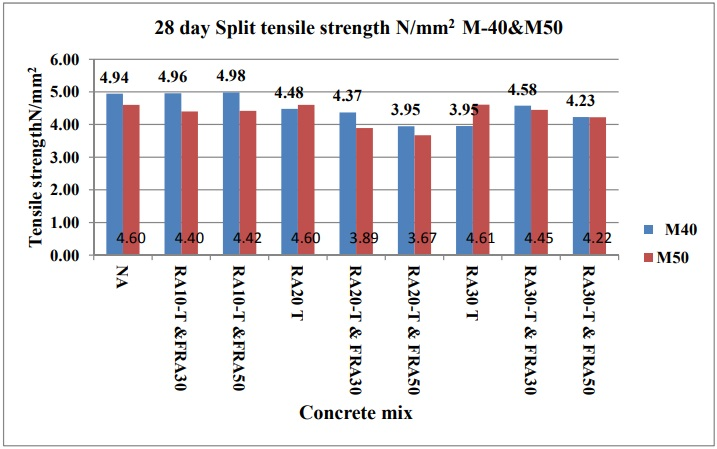 28 day Split tensile strength N/mm² M-40&M50
Tensile strengthN/mm²
6.00
5.00
4.00
3.00
2.00
1.00
0.00
4.94 4.96 4.98 4.48 4.37 3.95 3.95 4.58 4.23
4.60 4.40 4.42 4.60 3.89 3.67 4.61 4.45 4.22
NA
RA10-T &FRA30
RA10-T &FRA50
RA20 T
RA20-T & FRA30
RA20-T & FRA50
RA30 T
RA30-T & FRA30
RA30-T & FRA50
Concrete mix
M40
M50